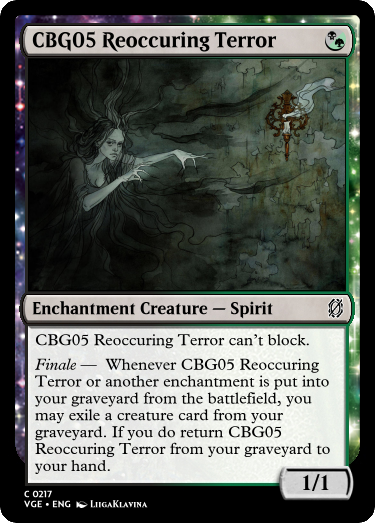 CBG05 Reoccuring Terror
Enchantment Creature — Spirit
CBG05 Reoccuring Terror can't block.
Finale — Whenever CBG05 Reoccuring
Terror or another enchantment is put into
your graveyard from the battlefield, you
may exile a creature card from your
graveyard. If you do return CBG05
Reoccuring Terror from your graveyard to
your hand.
1/1
C 0217
VGE • ENG LiigaKlavina